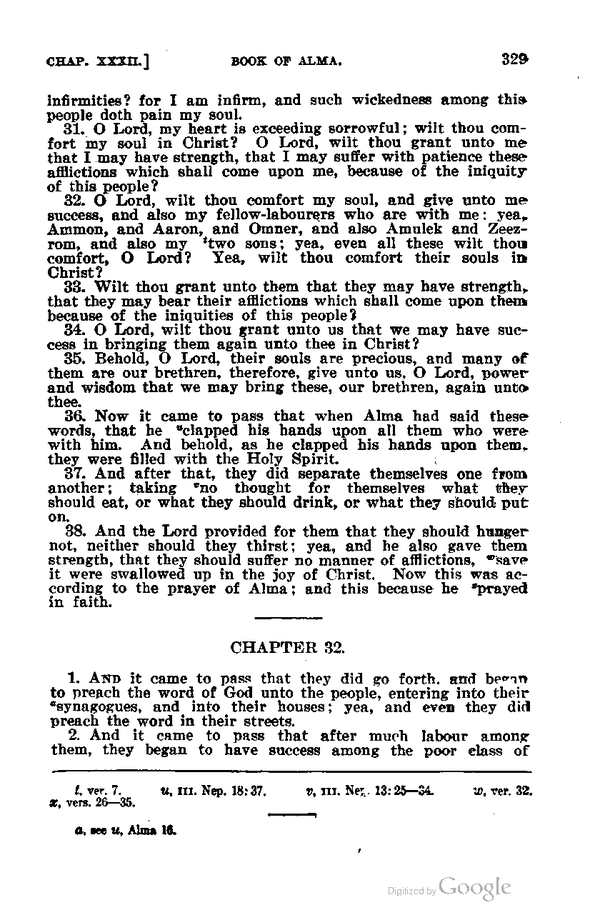 CHAP. XXXII.] BOOK OF ALMA. 329
infirmities? for I am infirm, and such wickedness among this
people doth pain my soul.
31. O Lord, my heart is exceeding sorrowful; wilt thou com-
fort my soul in Christ? O Lord, wilt thou grant unto me
that I may have strength, that I may suffer with patience these
afflictions which shall come upon me, because of the iniquity
of this people?
32. O Lord, wilt thou comfort my soul, and give unto me
success, and also my fellow-labourers who are with me: yea,
Ammon, and Aaron, and Omner, and also Amulek and Zeez-
rom, and also my ᵗtwo sons; yea, even all these wilt thou
comfort, O Lord? Yea, wilt thou comfort their souls in
Christ?
33. Wilt thou grant unto them that they may have strength,
that they may bear their afflictions which shall come upon them
because of the iniquities of this people?
34. O Lord, wilt thou grant unto us that we may have suc-
cess in bringing them again unto thee in Christ?
35. Behold, O Lord, their souls are precious, and many of
them are our brethren, therefore, give unto us, O Lord, power
and wisdom that we may bring these, our brethren, again unto
thee.
36. Now it came to pass that when Alma had said these
words, that he ᵘclapped his hands upon all them who were
with him. And behold, as he clapped his hands upon them,
they were filled with the Holy Spirit.
37. And after that, they did separate themselves one from
another; taking ᵛno thought for themselves what they
should eat, or what they should drink, or what they should put
on.
38. And the Lord provided for them that they should hunger
not, neither should they thirst; yea, and he also gave them
strength, that they should suffer no manner of afflictions, ʷsave
it were swallowed up in the joy of Christ. Now this was ac-
cording to the prayer of Alma; and this because he ˣprayed
in faith.
CHAPTER 32.
1. AND it came to pass that they did go forth, and began
to preach the word of God unto the people, entering into their
ᵃsynagogues, and into their houses; yea, and even they did
preach the word in their streets.
2. And it came to pass that after much labour among
them, they began to have success among the poor class of
t, ver. 7. u, III. Nep. 18:37. v, III. Nep. 13:25—34. w, ver. 32.
x, vers. 26—35.
a, see u, Alma 16.
Digitized by Google